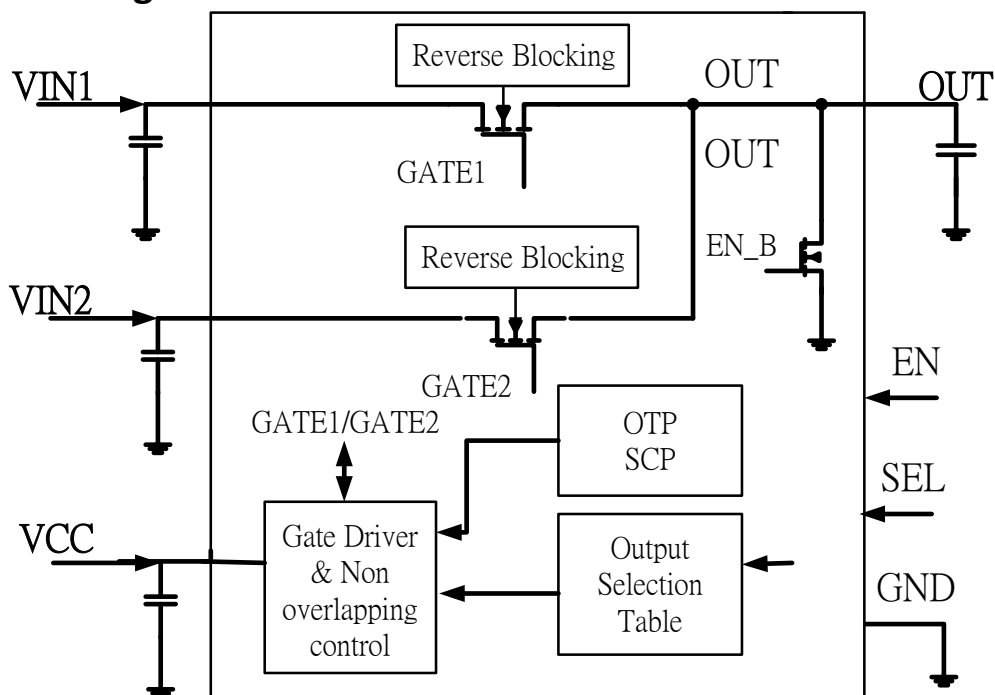 Reverse Blocking
VIN1
OUT
OUT
OUT
GATE1
EN_B
Reverse Blocking
VIN2
GATE2
EN
GATE1/GATE2
OTP
SCP
SEL
VCC
Gate Driver
& Non
overlapping
control
Output
Selection
Table
GND